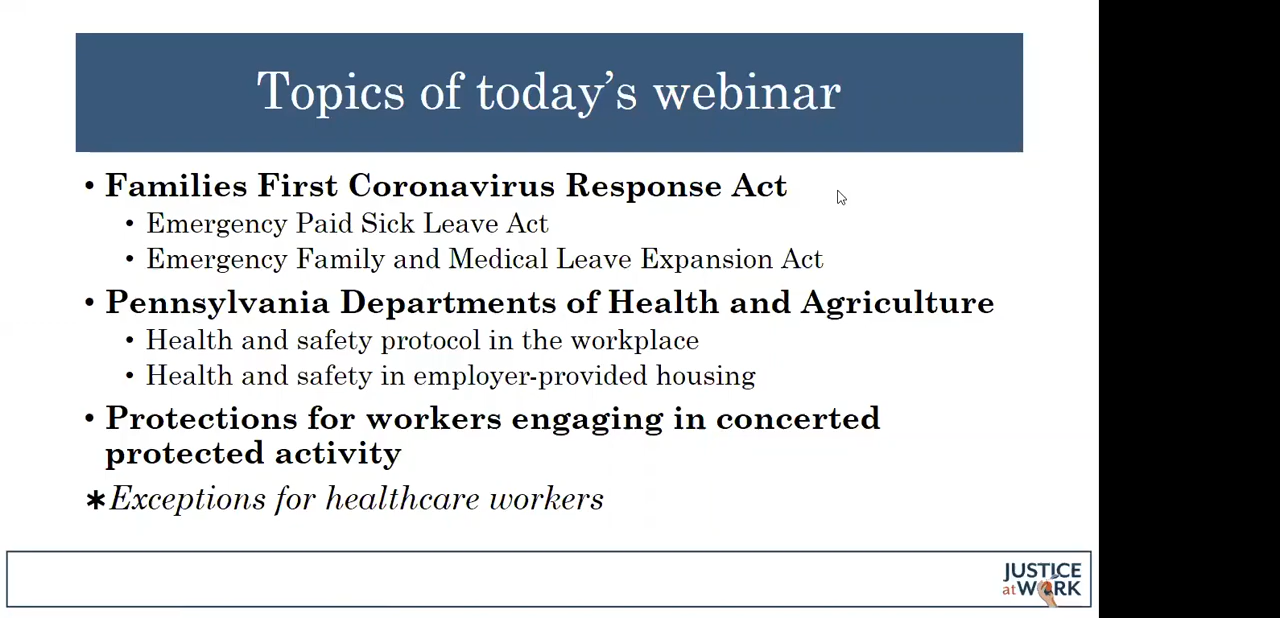 Topics of today’s webinar
• Families First Coronavirus Response Act
• Emergency Paid Sick Leave Act
• Emergency Family and Medical Leave Expansion Act
• Pennsylvania Departments of Health and Agriculture
• Health and safety protocol in the workplace
• Health and safety in employer-provided housing
• Protections for workers engaging in concerted
protected activity
∗Exceptions for healthcare workers
JUSTICE
at WORK